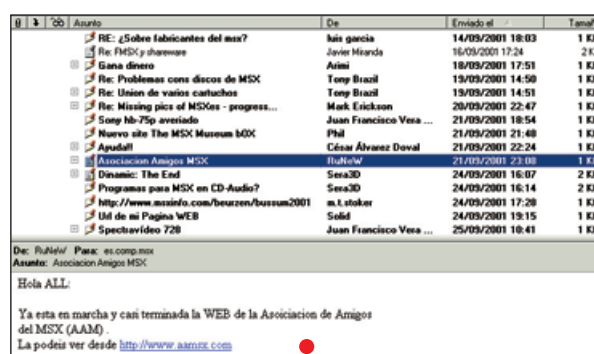 Asunto De Enviado el Tamañ
RE: ¿Sobre fabricantes del msx? luis garcia 14/09/2001 18:03 1 K
Re: FMSX y shareware Javier Miranda 16/09/2001 17:24 2 K
Gana dinero Arimi 18/09/2001 17:51 1 K
Re: Problemas cons discos de MSX Tony Brazil 19/09/2001 14:50 1 K
Re: Union de varios cartuchos Tony Brazil 19/09/2001 14:51 1 K
Re: Missing pics of MSXes - progress... Mark Erickson 20/09/2001 22:47 1 K
Sony hb-75p averiado Juan Francisco Vera ... 21/09/2001 18:54 1 K
Nuevo site The MSX Museum bOX Phil 21/09/2001 21:48 1 K
Ayuda!! César Álvarez Doval 21/09/2001 22:24 1 K
Asociacion Amigos MSX RuNeW 21/09/2001 23:08 1 K
Dinamic: The End Sera3D 24/09/2001 16:07 2 K
Programas para MSX en CD-Audio? Sera3D 24/09/2001 16:14 2 K
http://www.msxinfo.com/beurzen/bussum2001 m.t.stoker 24/09/2001 17:28 1 K
Url de mi Pagina WEB Solid 24/09/2001 19:15 1 K
Spectravídeo 728 Juan Francisco Vera ... 25/09/2001 10:41 1 K
De: RuNeW Para: es.comp.msx
Asunto: Asociacion Amigos MSX
Hola ALL:
Ya esta en marcha y casi terminada la WEB de la Asoiciacion de Amigos
del MSX (AAM) .
La podeis ver desde http://www.aamsx.com